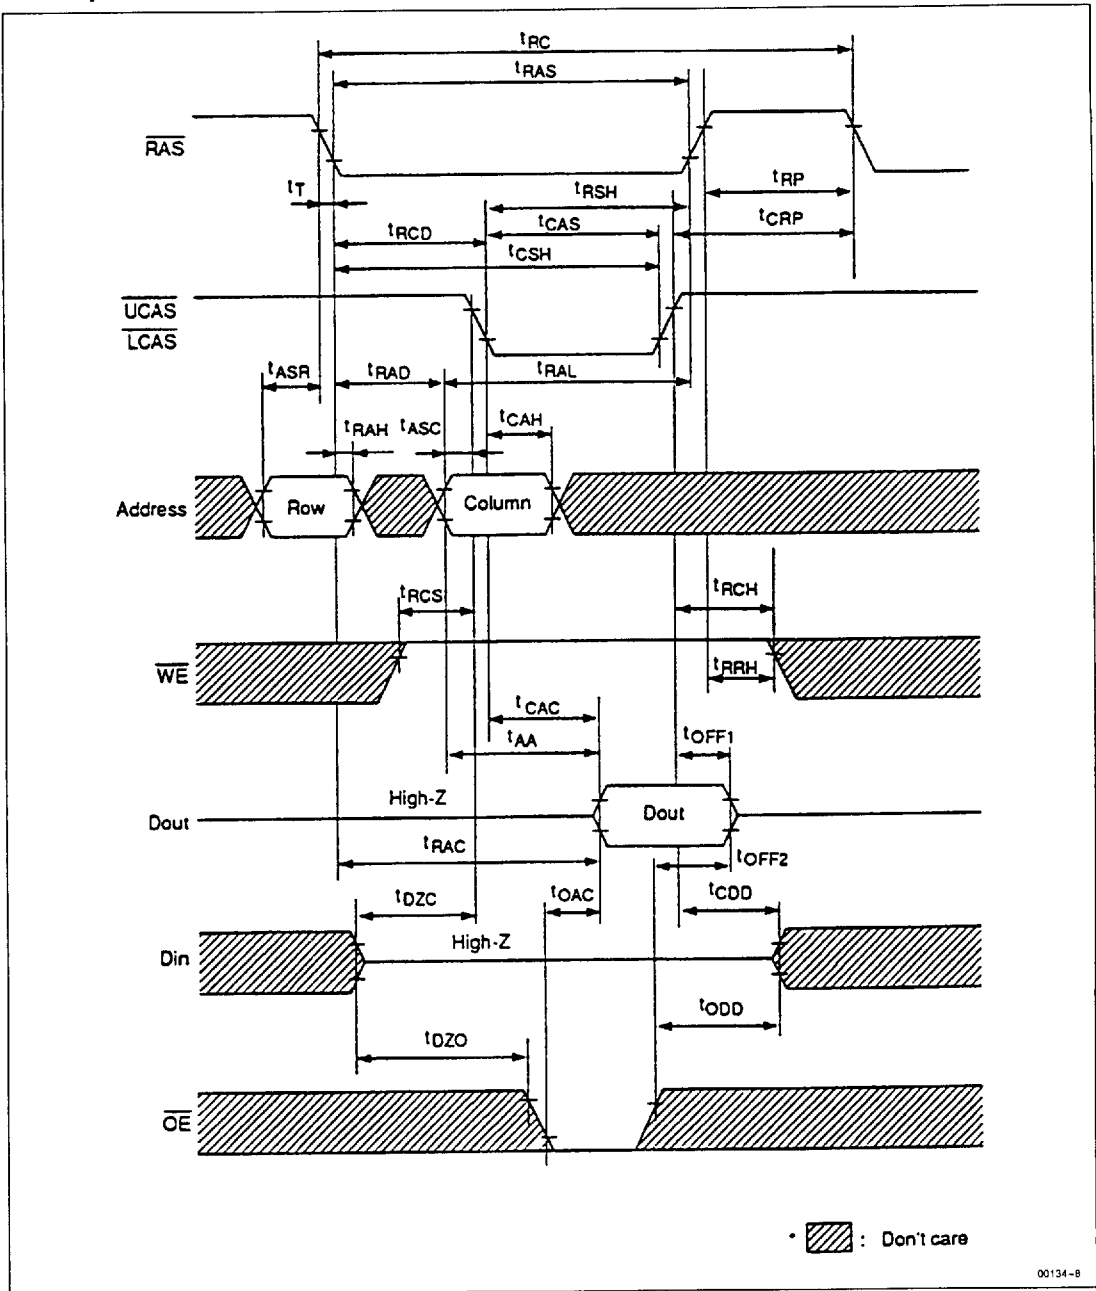 tRC
tRAS
RAS
tT
tRP
tRSH
tRCD
tCAS
tCRP
tCSH
UCAS
LCAS
tASR
tRAD
tRAL
tRAH
tASC
tCAH
Address
Row
Column
tRCS
tRCH
WE
tRRH
tCAC
tAA
tOFF1
High-Z
Dout
Dout
tRAC
tOFF2
tDZC
tOAC
tCDD
Din
High-Z
tODD
tDZO
OE
• : Don't care
00134-8